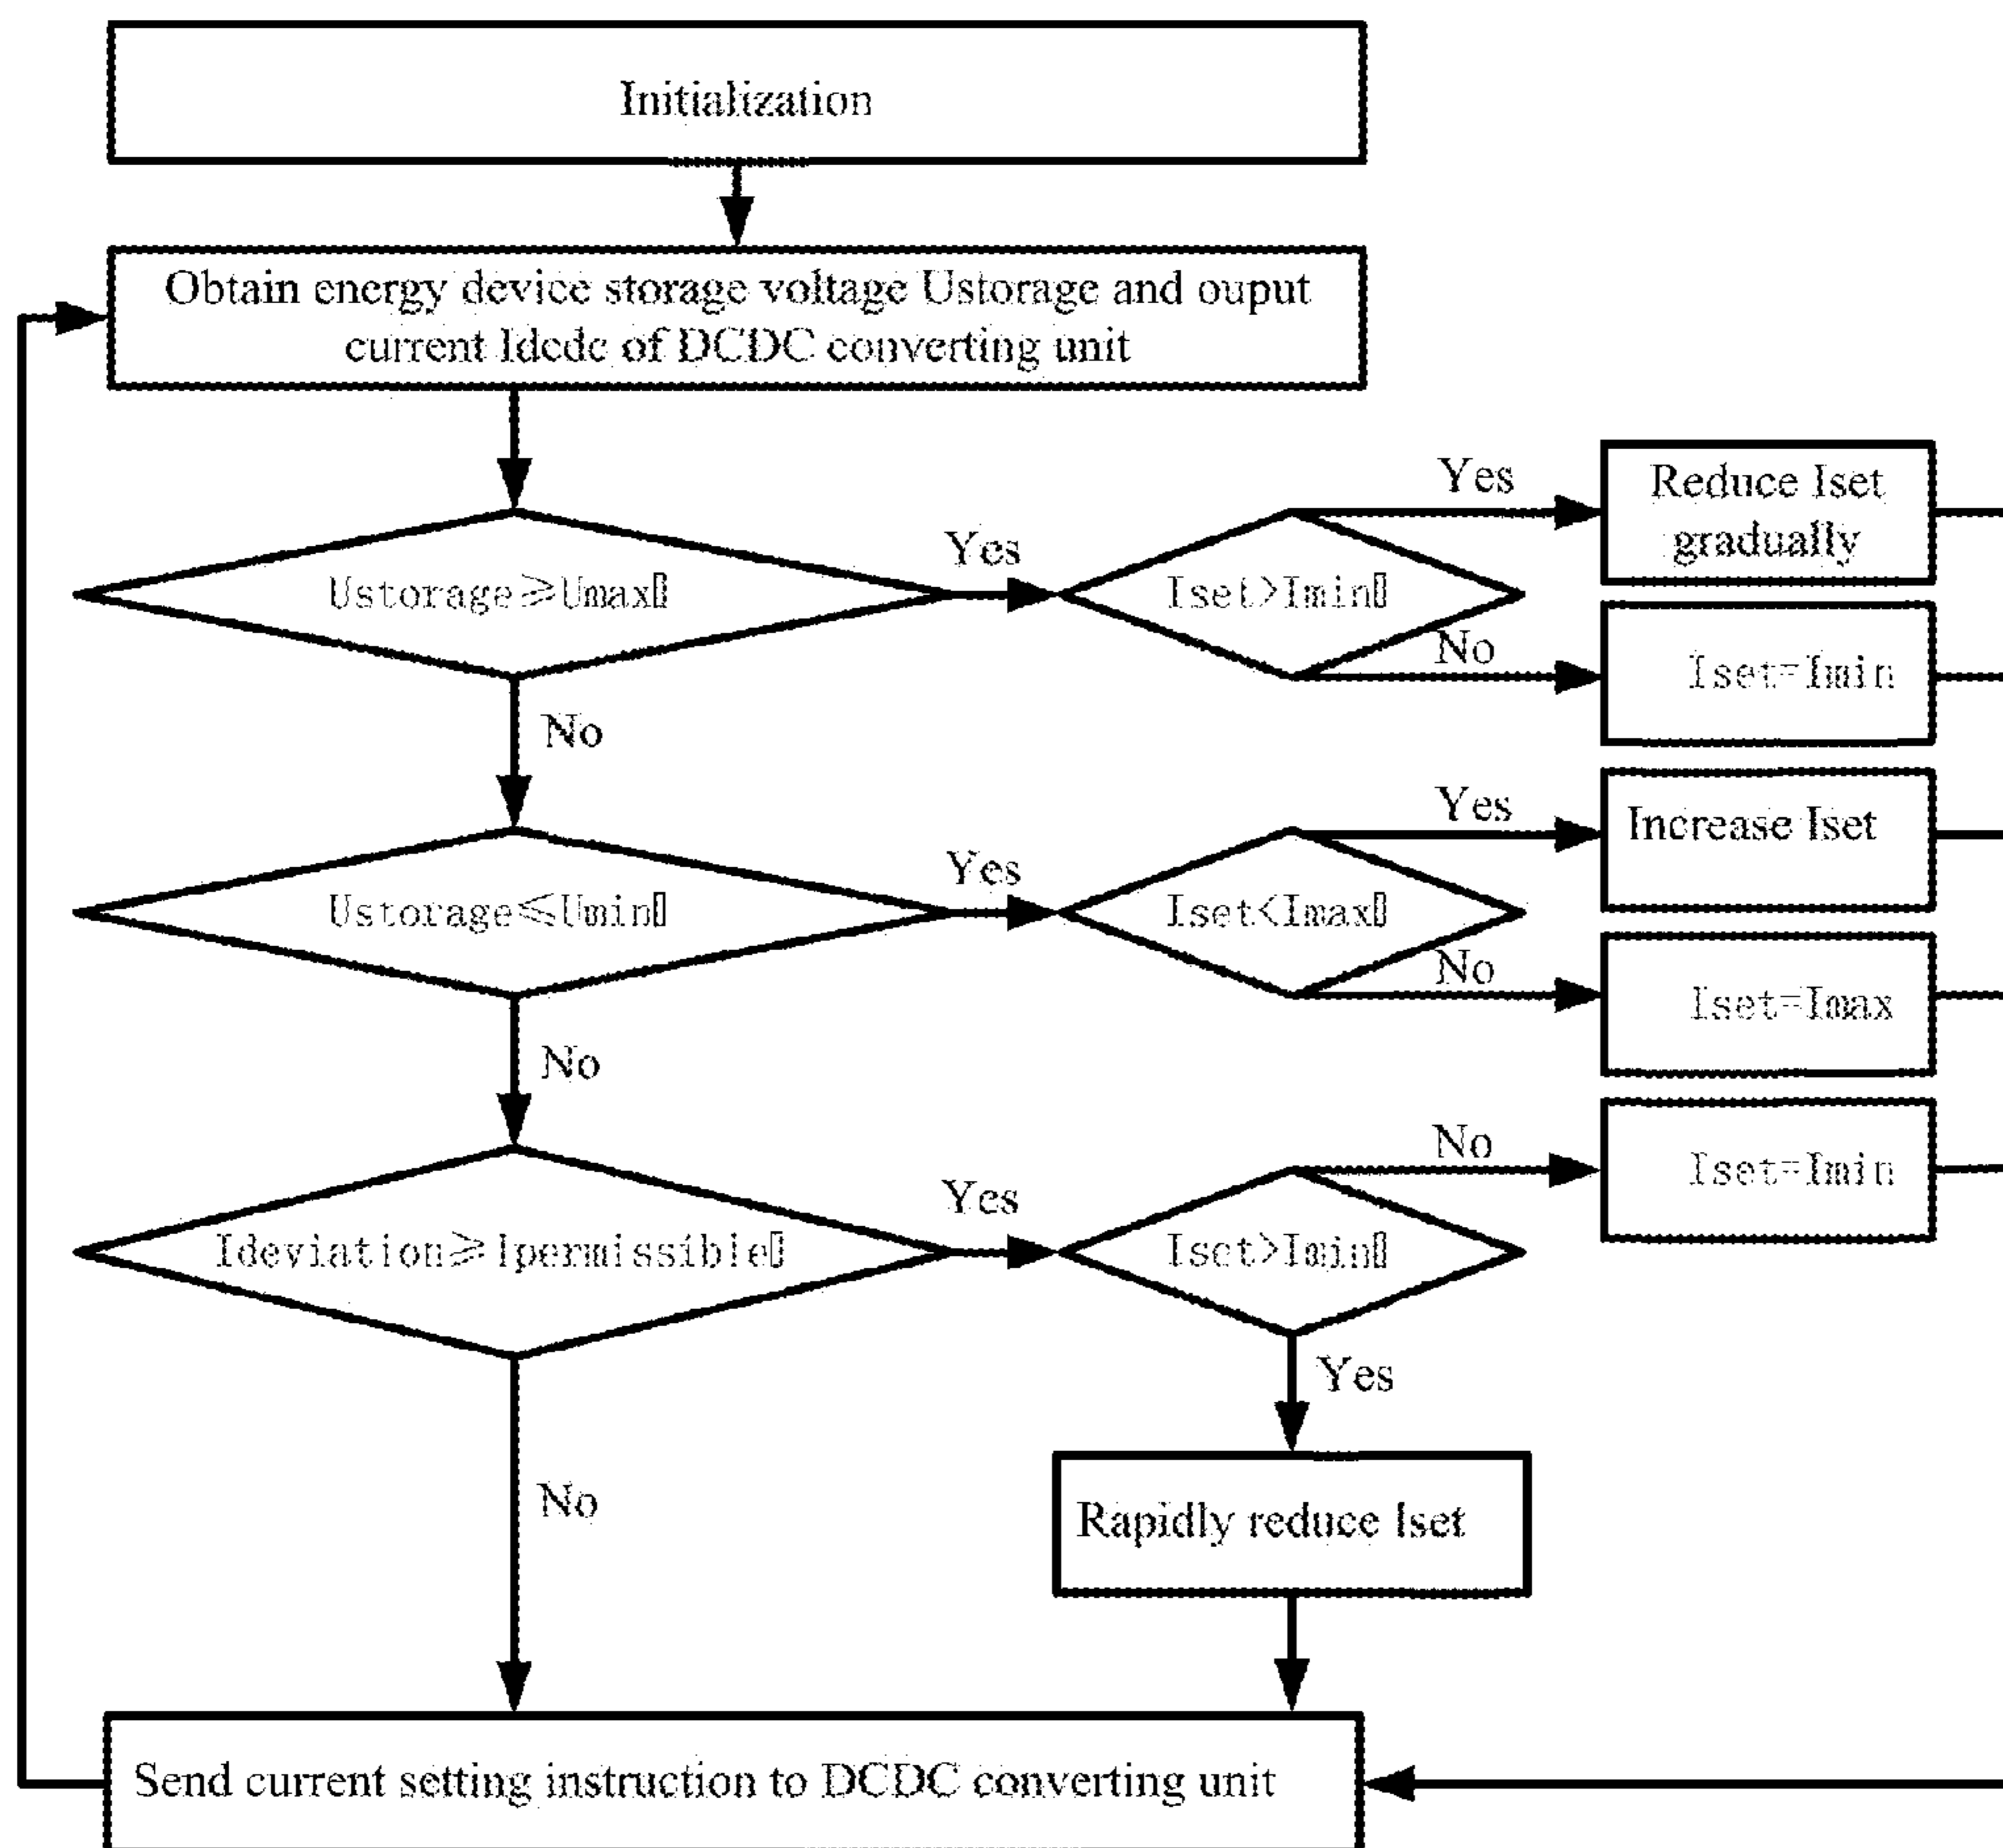 Initialization
Obtain energy device storage voltage Ustorage and ouput
current Idcdc of DCDC converting unit
Yes
Reduce Iset
gradually
Yes
Ustorage≥Umax▯
Iset>Imin▯
No
Iset=Imin
No
Yes
Increase Iset
Yes
Ustorage≤Umin▯
Iset<Imax▯
No
Iset=Imax
No
No
Iset=Imin
Yes
Ideviation≥Ipermissible▯
Iset>Imin▯
Yes
No
Rapidly reduce Iset
Send current setting instruction to DCDC converting unit